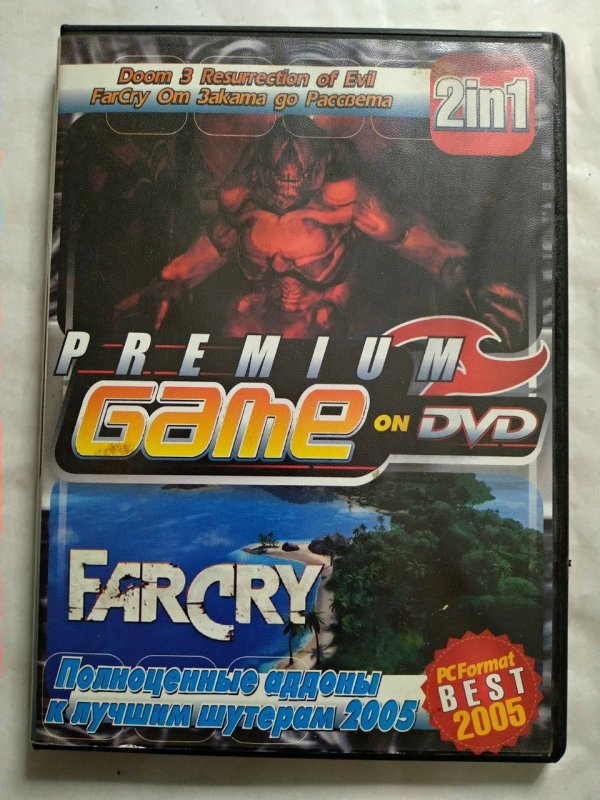 Doom 3 Resurrection of Evil
FarCry От Заката до Рассвета
2in1
PREMIUM
Game ON DVD
FARCRY
Полноценные аддоны
к лучшим шутерам 2005
PC Format
BEST
2005